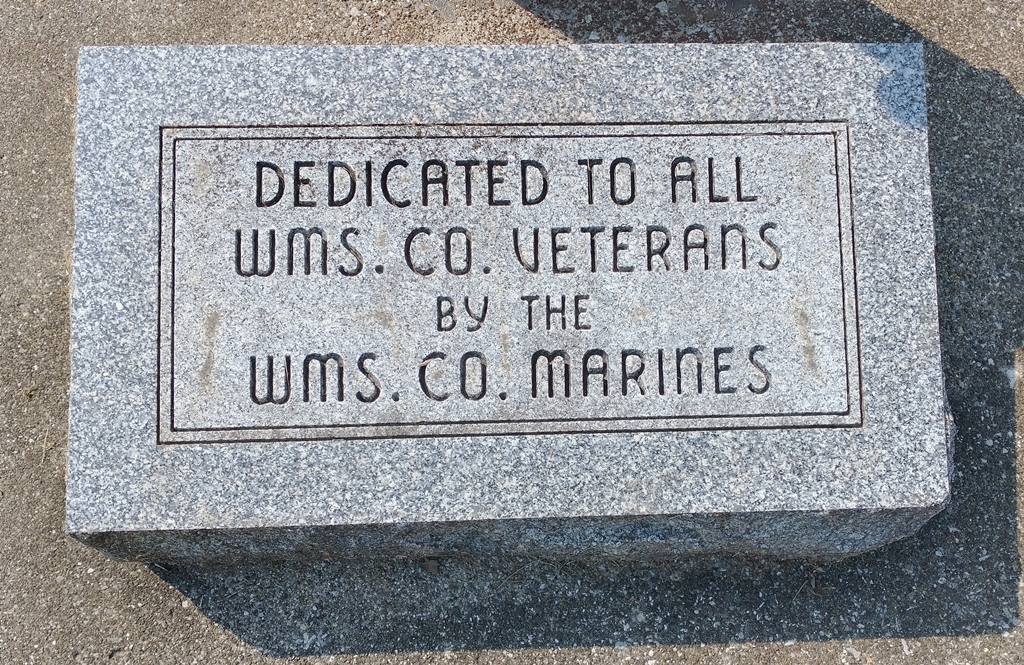 DEDICATED TO ALL
WMS. CO. VETERANS
BY THE
WMS. CO. MARINES